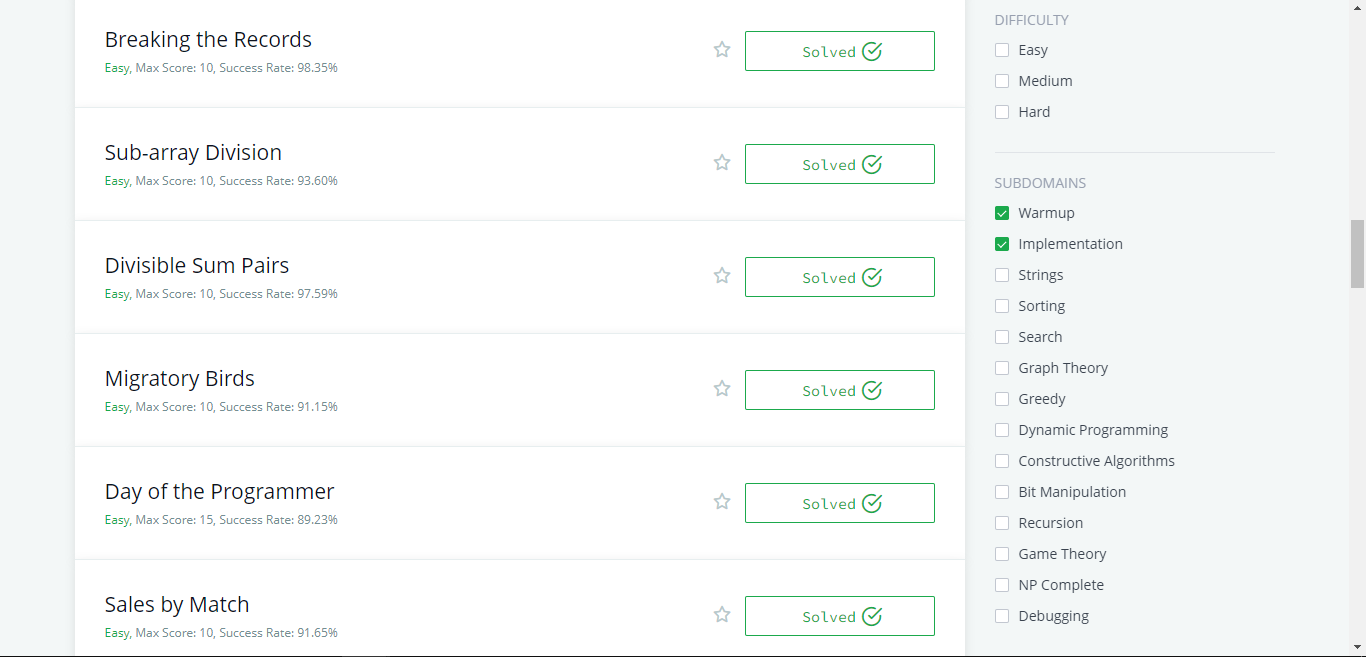 Breaking the Records
Easy, Max Score: 10, Success Rate: 98.35%
Solved
Sub-array Division
Easy, Max Score: 10, Success Rate: 93.60%
Solved
Divisible Sum Pairs
Easy, Max Score: 10, Success Rate: 97.59%
Solved
Migratory Birds
Easy, Max Score: 10, Success Rate: 91.15%
Solved
Day of the Programmer
Easy, Max Score: 15, Success Rate: 89.23%
Solved
Sales by Match
Easy, Max Score: 10, Success Rate: 91.65%
Solved
DIFFICULTY
Easy
Medium
Hard
SUBDOMAINS
Warmup
Implementation
Strings
Sorting
Search
Graph Theory
Greedy
Dynamic Programming
Constructive Algorithms
Bit Manipulation
Recursion
Game Theory
NP Complete
Debugging